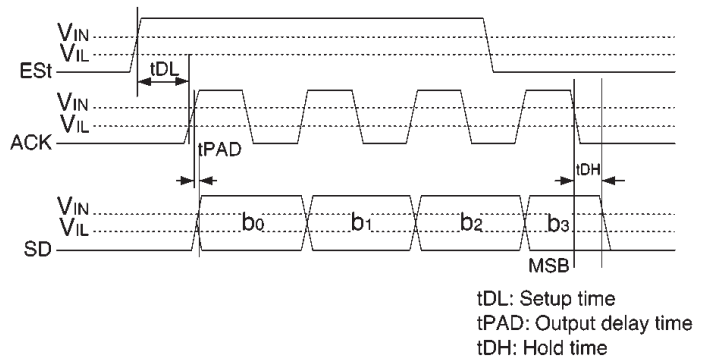 VIN
VIL
ESt
tDL
VIN
VIL
ACK
tPAD
tDH
VIN
VIL
b0
b1
b2
b3
SD
MSB
tDL: Setup time
tPAD: Output delay time
tDH: Hold time